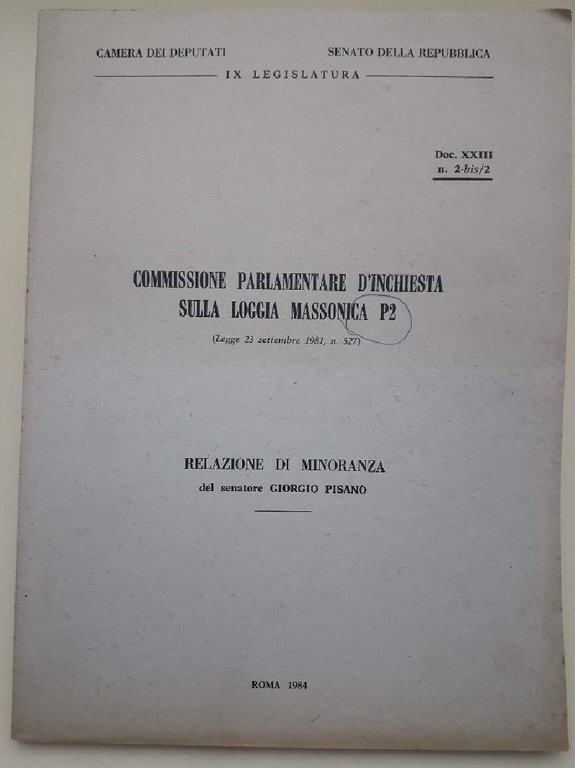 CAMERA DEI DEPUTATI SENATO DELLA REPUBBLICA
IX LEGISLATURA
Doc. XXIII
n. 2-bis/2
COMMISSIONE PARLAMENTARE D'INCHIESTA
SULLA LOGGIA MASSONICA P2
(Legge 23 settembre 1981, n. 527)
RELAZIONE DI MINORANZA
del senatore GIORGIO PISANO
ROMA 1984